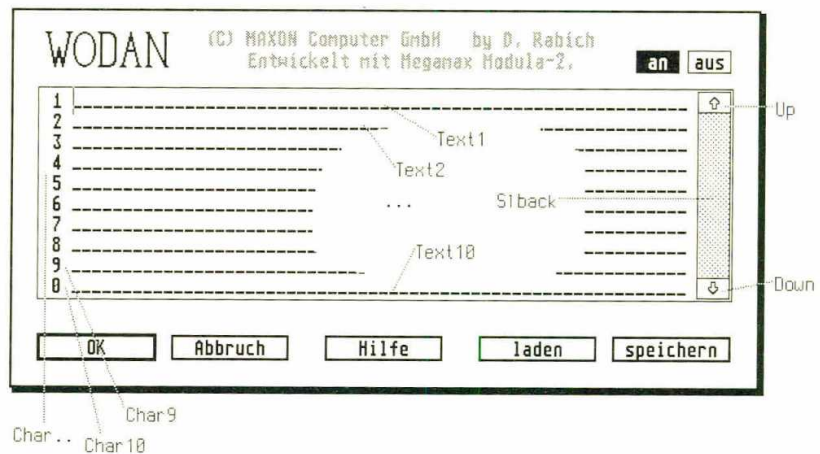 WODAN (C) MAXON Computer GmbH by D. Rabich
Entwickelt mit Megamax Modula-2.
an aus
1
2
3
4
5
6
7
8
9
0
Up
Text1
Text2
...
Slback
Text10
Down
OK Abbruch Hilfe laden speichern
Char9
Char..
Char10